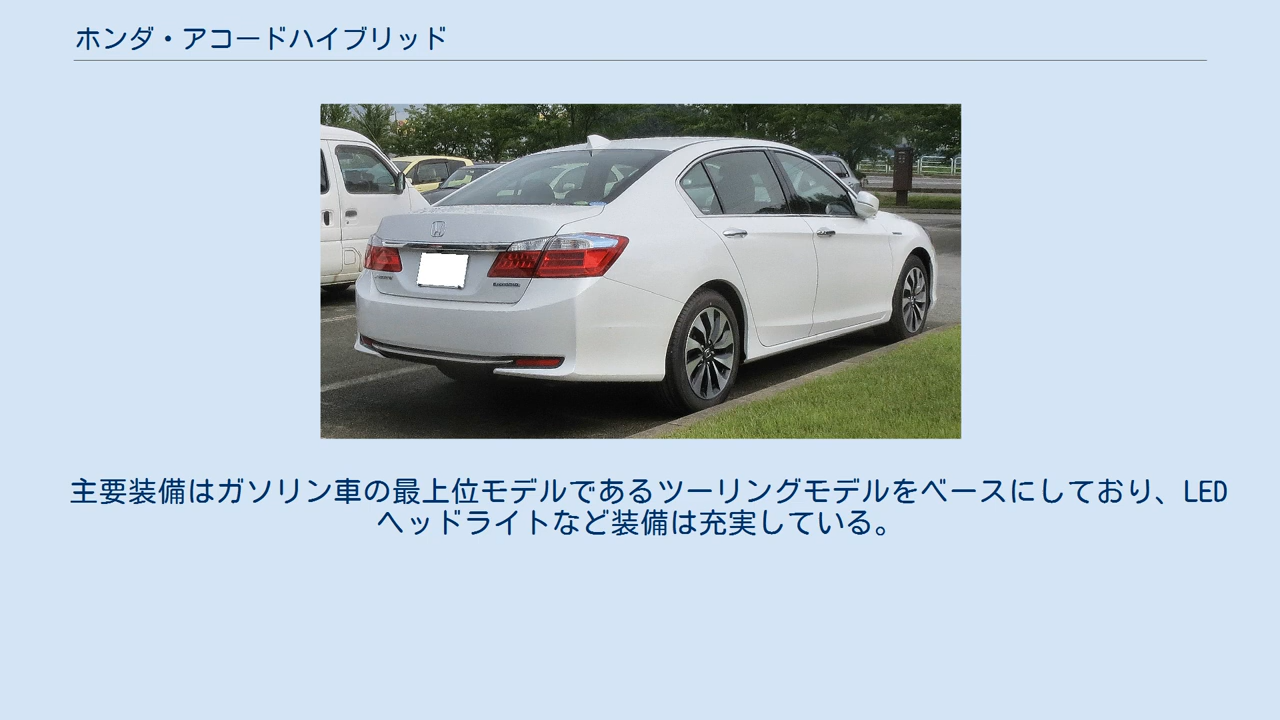 ホンダ・アコードハイブリッド
主要装備はガソリン車の最上位モデルであるツーリングモデルをベースにしており、LED
ヘッドライトなど装備は充実している。